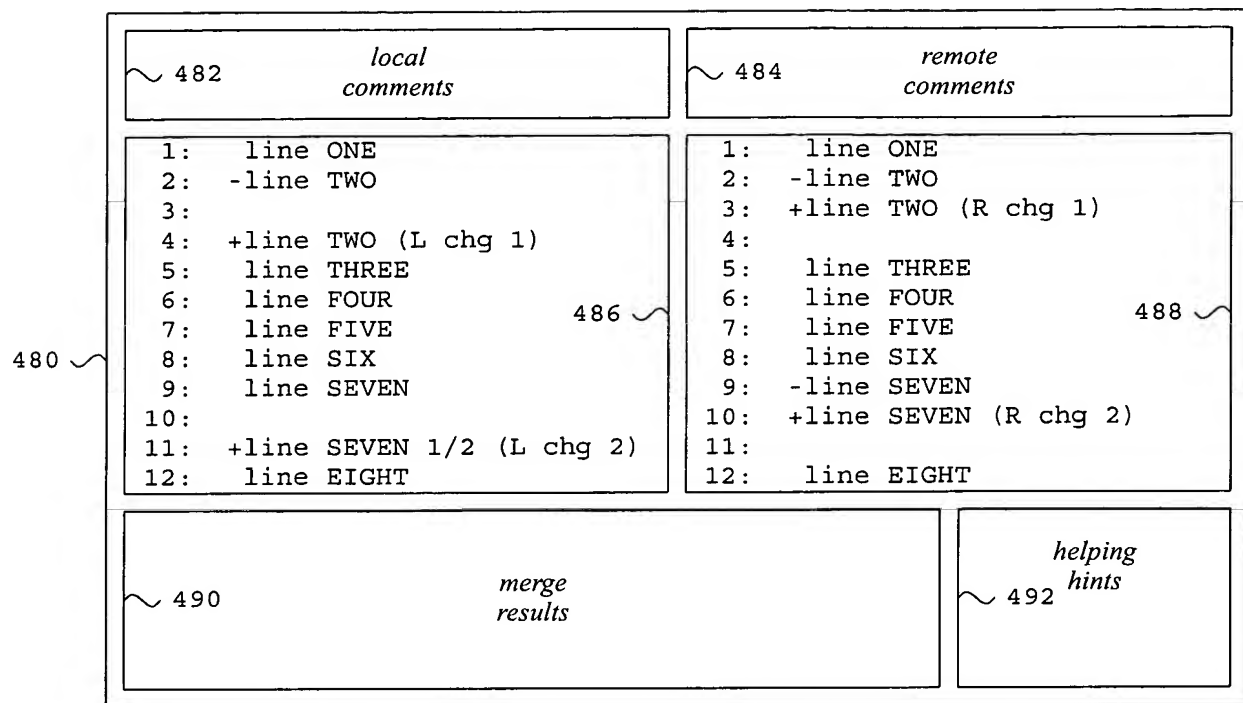 482 local comments
484 remote comments
1: line ONE
2: -line TWO
3:
4: +line TWO (L chg 1)
5: line THREE
6: line FOUR
7: line FIVE
8: line SIX
9: line SEVEN
10:
11: +line SEVEN 1/2 (L chg 2)
12: line EIGHT
486
1: line ONE
2: -line TWO
3: +line TWO (R chg 1)
4:
5: line THREE
6: line FOUR
7: line FIVE
8: line SIX
9: -line SEVEN
10: +line SEVEN (R chg 2)
11:
12: line EIGHT
488
480
490 merge results
helping hints
492